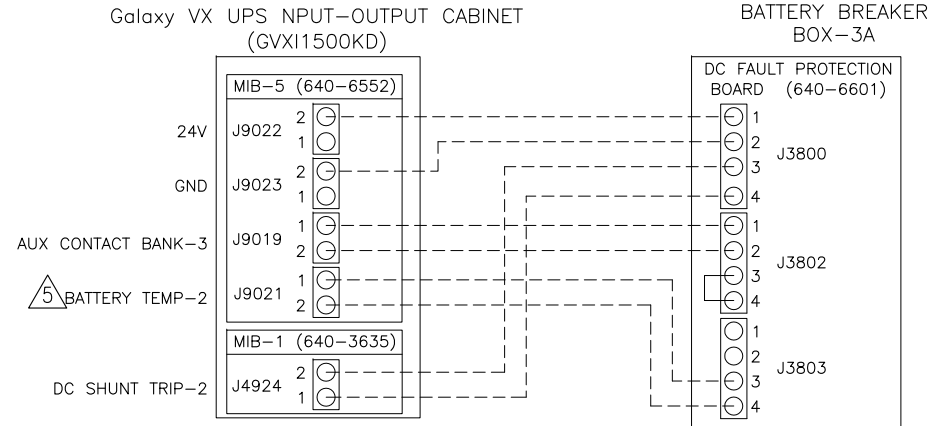 Galaxy VX UPS NPUT-OUTPUT CABINET
(GVXI1500KD)
MIB-5 (640-6552)
24V J9022 2
1
GND J9023 2
1
AUX CONTACT BANK-3 J9019 1
2
5 BATTERY TEMP-2 J9021 1
2
MIB-1 (640-3635)
DC SHUNT TRIP-2 J4924 2
1
BATTERY BREAKER
BOX-3A
DC FAULT PROTECTION
BOARD (640-6601)
1
2
J3800
3
4
1
2
J3802
3
4
1
2
J3803
3
4